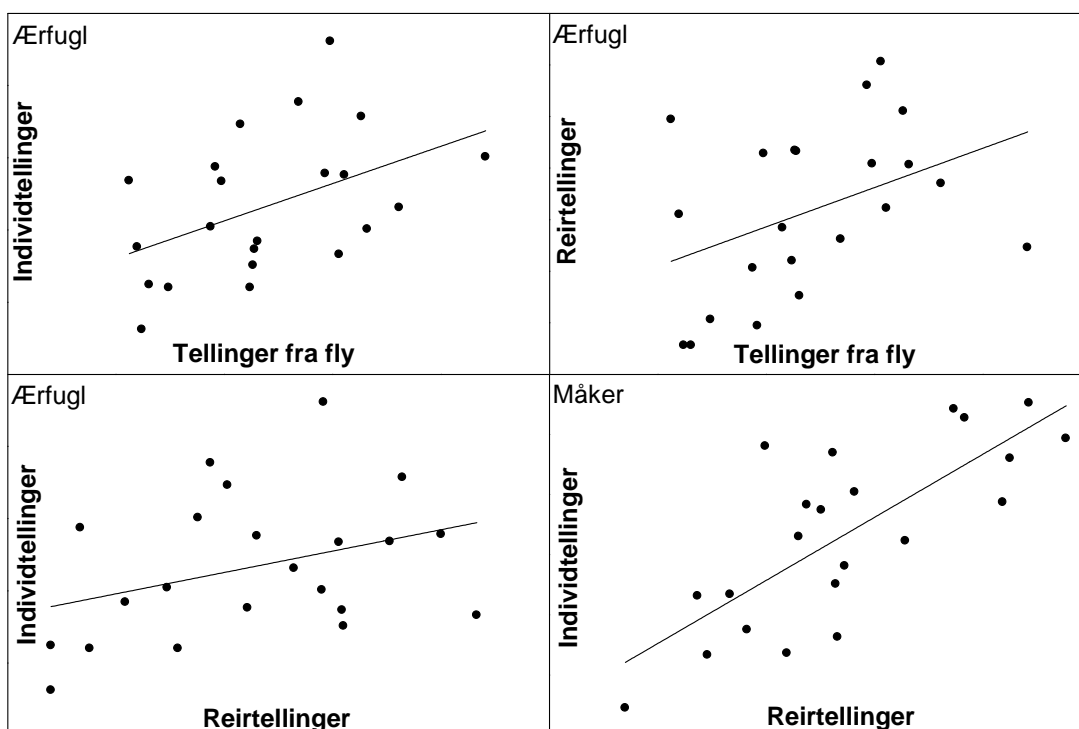 Ærfugl
Individtellinger
Tellinger fra fly
Ærfugl
Reirtellinger
Tellinger fra fly
Ærfugl
Individtellinger
Reirtellinger
Måker
Individtellinger
Reirtellinger